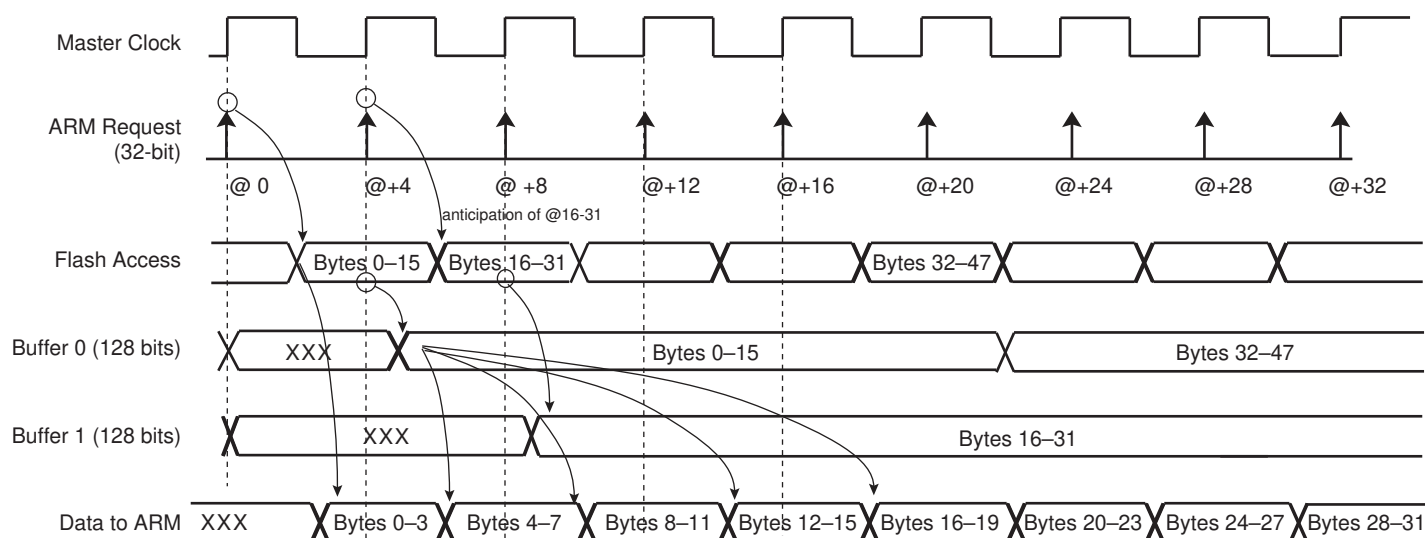 Master Clock
ARM Request
(32-bit)
@ 0 @+4 @ +8 @+12 @+16 @+20 @+24 @+28 @+32
anticipation of @16-31
Flash Access Bytes 0–15 Bytes 16–31 Bytes 32–47
Buffer 0 (128 bits) XXX Bytes 0–15 Bytes 32–47
Buffer 1 (128 bits) XXX Bytes 16–31
Data to ARM XXX Bytes 0–3 Bytes 4–7 Bytes 8–11 Bytes 12–15 Bytes 16–19 Bytes 20–23 Bytes 24–27 Bytes 28–31